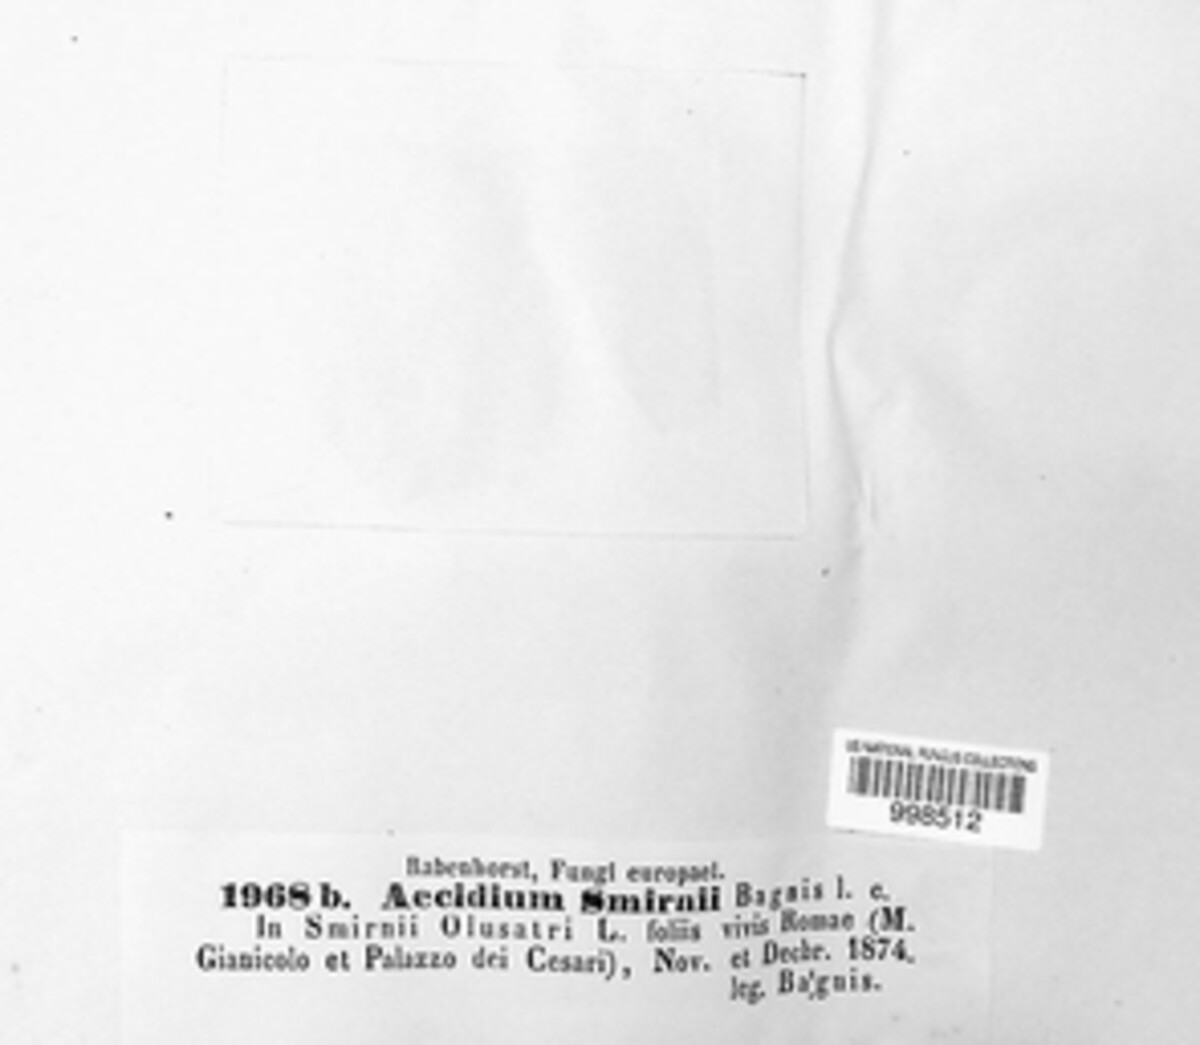 US NATIONAL FUNGUS COLLECTIONS
998512
Rabenhorst, Fungi europaei.
1968 b. Aecidium Smirnii Bagnis l. c.
In Smirnii Olusatri L. foliis vivis Romae (M.
Gianicolo et Palazzo dei Cesari), Nov. et Decbr. 1874.
leg. Bagnis.